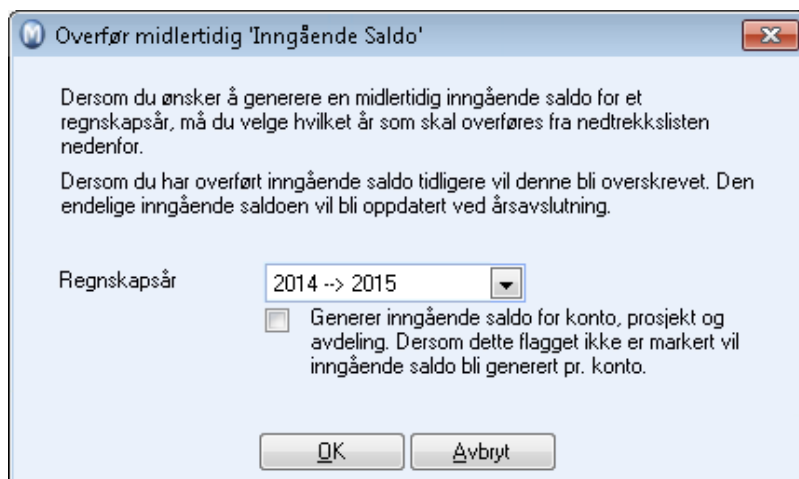 Overfør midlertidig 'Inngående Saldo'
Dersom du ønsker å generere en midlertidig inngående saldo for et
regnskapsår, må du velge hvilket år som skal overføres fra nedtrekkslisten
nedenfor.
Dersom du har overført inngående saldo tidligere vil denne bli overskrevet. Den
endelige inngående saldoen vil bli oppdatert ved årsavslutning.
Regnskapsår
2014 --> 2015
Generer inngående saldo for konto, prosjekt og
avdeling. Dersom dette flagget ikke er markert vil
inngående saldo bli generert pr. konto.
OK
Avbryt